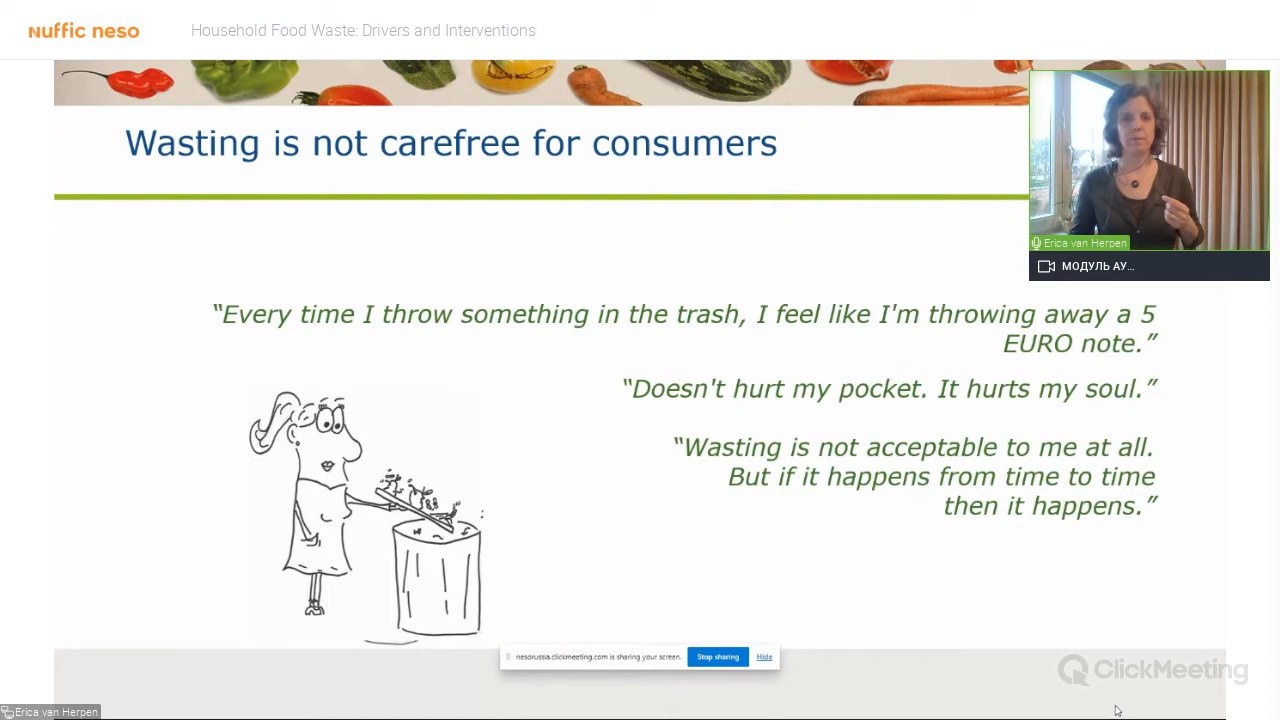 nuffic neso
Household Food Waste: Drivers and Interventions
Wasting is not carefree for consumers
Erica van Herpen
МОДУЛЬ АУ...
“Every time I throw something in the trash, I feel like I'm throwing away a 5
EURO note.”
“Doesn't hurt my pocket. It hurts my soul.”
“Wasting is not acceptable to me at all.
But if it happens from time to time
then it happens.”
nesorussia.clickmeeting.com is sharing your screen.
Stop sharing
Hide
ClickMeeting
Erica van Herpen